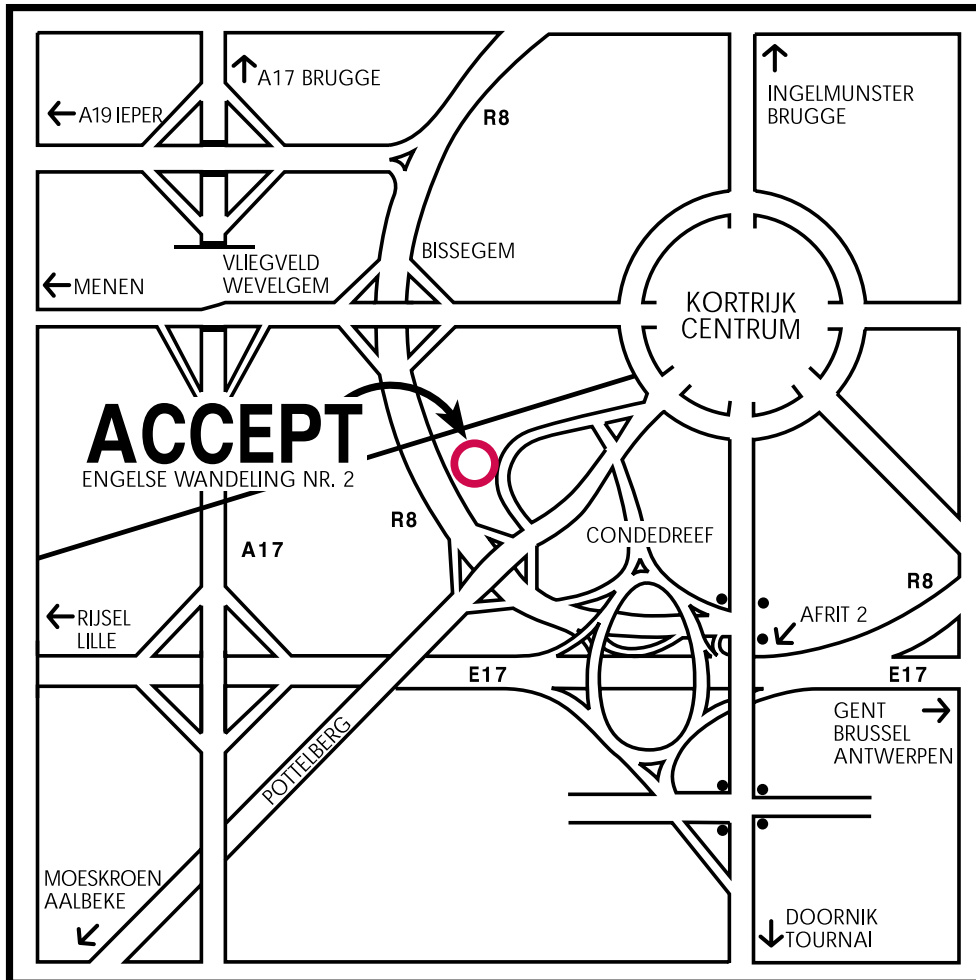 A17 BRUGGE
A19 IEPER
R8
INGELMUNSTER
BRUGGE
BISSEGEM
VLIEGVELD
WEVELGEM
MENEN
KORTRIJK
CENTRUM
ACCEPT
ENGELSE WANDELING NR. 2
R8
A17
CONDEDREEF
R8
RIJSEL
LILLE
AFRIT 2
E17
E17
GENT
BRUSSEL
ANTWERPEN
POTTELBERG
MOESKROEN
AALBEKE
DOORNIK
TOURNAI